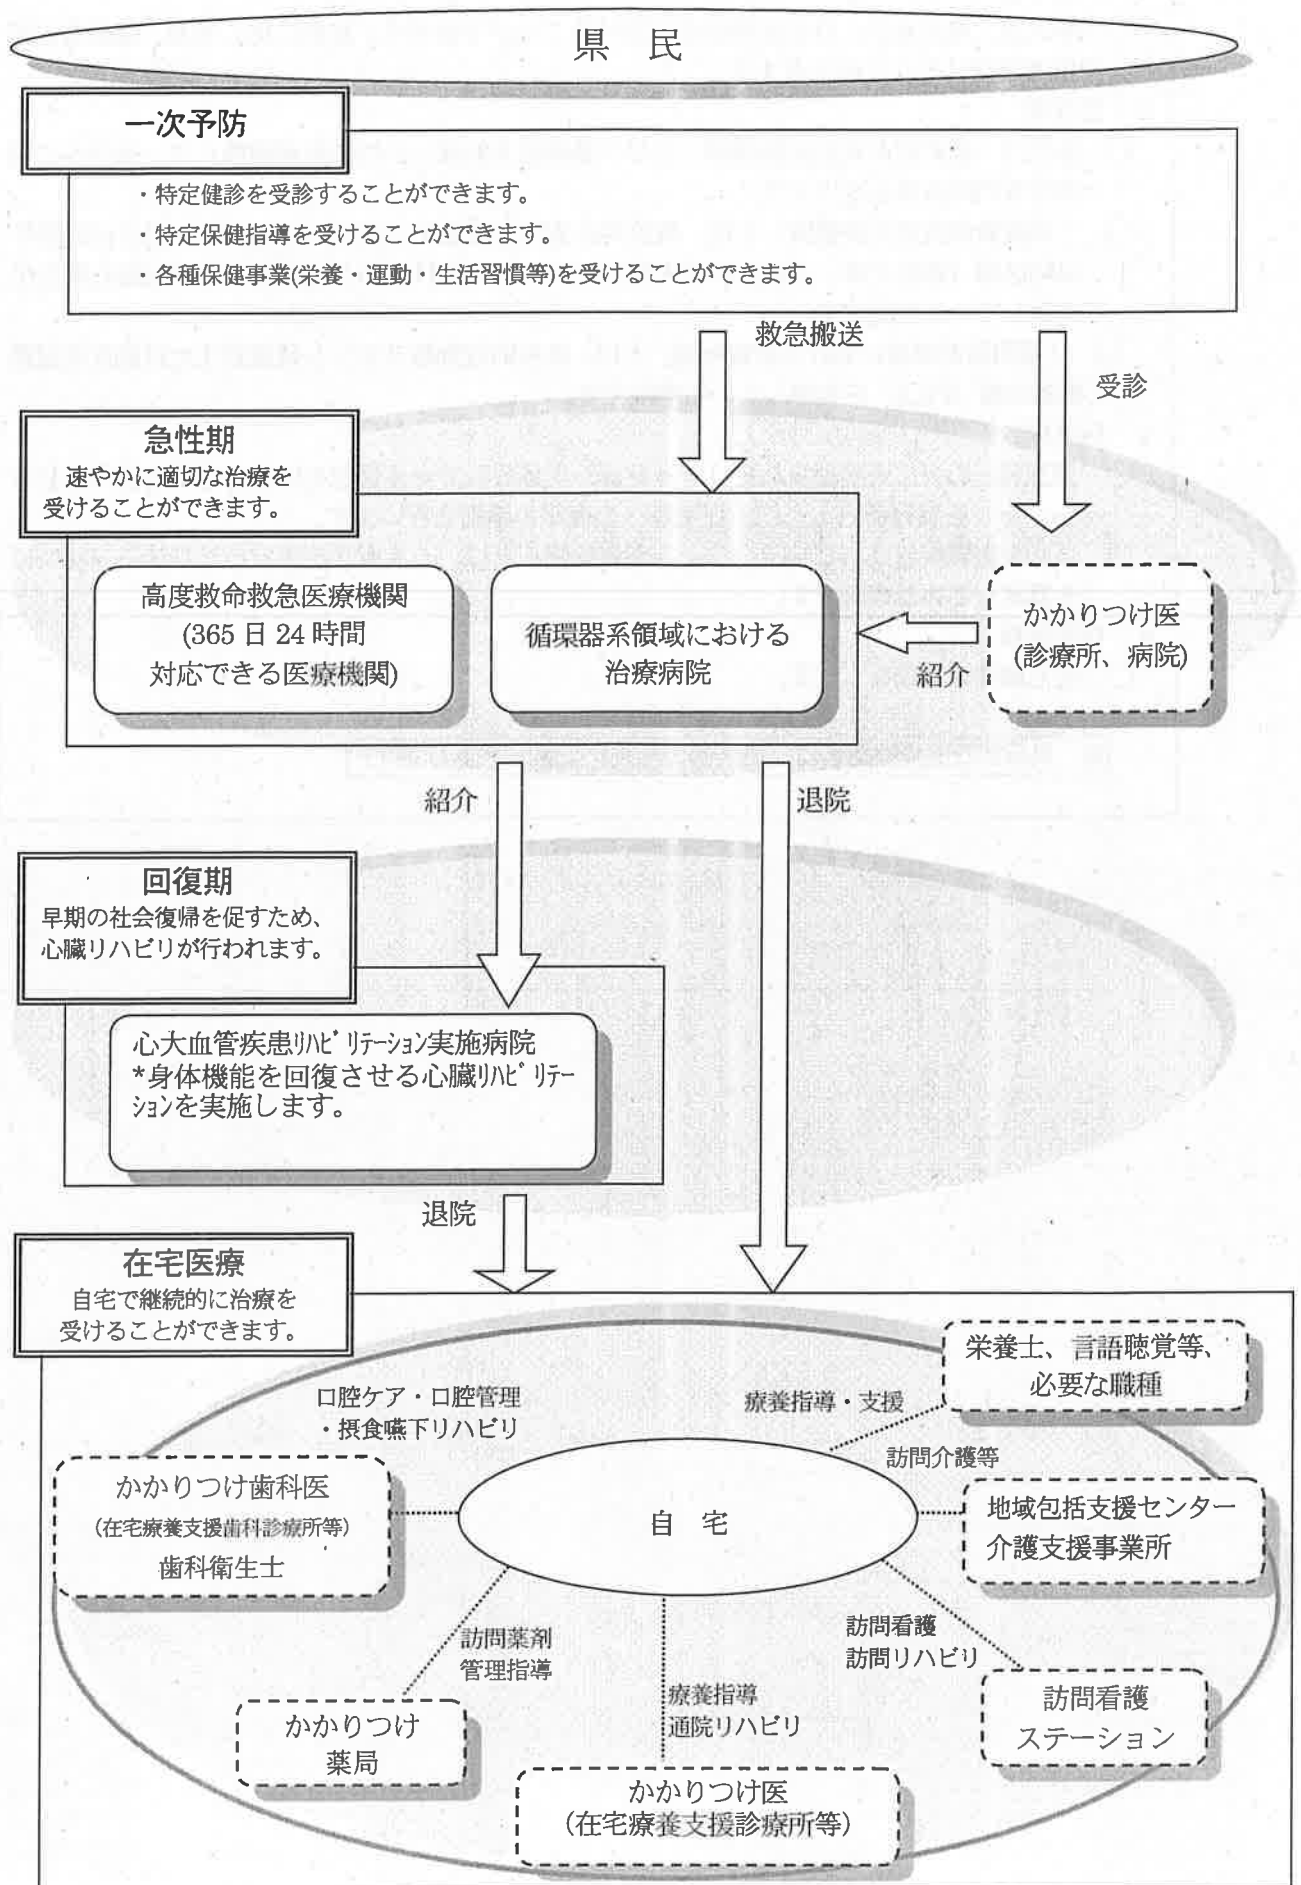 県 民
一次予防
・特定健診を受診することができます。
・特定保健指導を受けることができます。
・各種保健事業(栄養・運動・生活習慣等)を受けることができます。
救急搬送
受診
急性期
速やかに適切な治療を
受けることができます。
高度救命救急医療機関
(365 日 24 時間
対応できる医療機関)
循環器系領域における
治療病院
紹介
かかりつけ医
(診療所、病院)
紹介
退院
回復期
早期の社会復帰を促すため、
心臓リハビリが行われます。
心大血管疾患ﾘﾊﾋﾞﾘﾃｰｼｮﾝ実施病院
*身体機能を回復させる心臓ﾘﾊﾋﾞﾘﾃｰ
ｼｮﾝを実施します。
退院
在宅医療
自宅で継続的に治療を
受けることができます。
口腔ケア・口腔管理
・摂食嚥下リハビリ
療養指導・支援
栄養士、言語聴覚等、
必要な職種
訪問介護等
かかりつけ歯科医
(在宅療養支援歯科診療所等)
歯科衛生士
自 宅
地域包括支援センター
介護支援事業所
訪問薬剤
管理指導
訪問看護
訪問リハビリ
療養指導
通院リハビリ
かかりつけ
薬局
訪問看護
ステーション
かかりつけ医
(在宅療養支援診療所等)